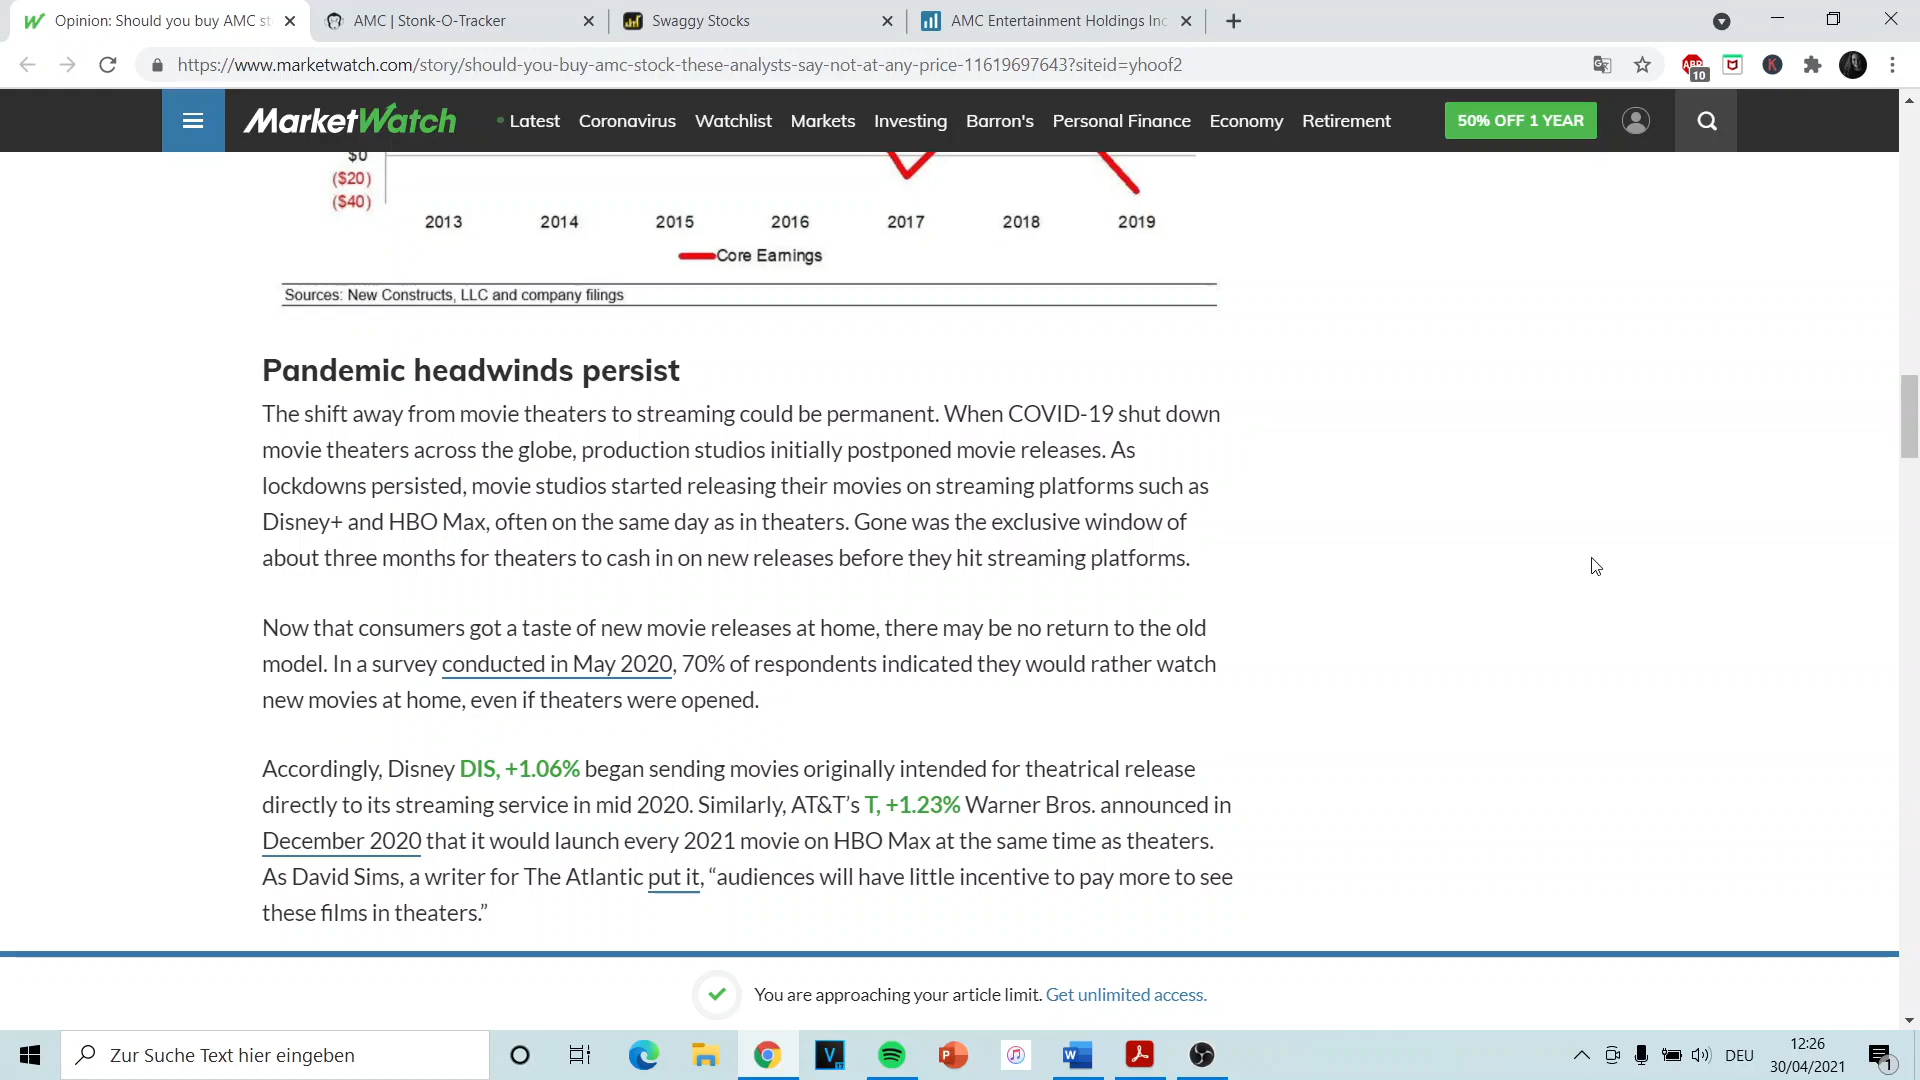 Opinion: Should you buy AMC st
AMC | Stonk-O-Tracker
Swaggy Stocks
AMC Entertainment Holdings Inc
https://www.marketwatch.com/story/should-you-buy-amc-stock-these-analysts-say-not-at-any-price-11619697643?siteid=yhoof2
ABP
10
K
MarketWatch
Latest
Coronavirus
Watchlist
Markets
Investing
Barron's
Personal Finance
Economy
Retirement
50% OFF 1 YEAR
$0
($20)
($40)
2013 2014 2015 2016 2017 2018 2019
Core Earnings
Sources: New Constructs, LLC and company filings
Pandemic headwinds persist
The shift away from movie theaters to streaming could be permanent. When COVID-19 shut down
movie theaters across the globe, production studios initially postponed movie releases. As
lockdowns persisted, movie studios started releasing their movies on streaming platforms such as
Disney+ and HBO Max, often on the same day as in theaters. Gone was the exclusive window of
about three months for theaters to cash in on new releases before they hit streaming platforms.
Now that consumers got a taste of new movie releases at home, there may be no return to the old
model. In a survey conducted in May 2020, 70% of respondents indicated they would rather watch
new movies at home, even if theaters were opened.
Accordingly, Disney DIS, +1.06% began sending movies originally intended for theatrical release
directly to its streaming service in mid 2020. Similarly, AT&T’s T, +1.23% Warner Bros. announced in
December 2020 that it would launch every 2021 movie on HBO Max at the same time as theaters.
As David Sims, a writer for The Atlantic put it, “audiences will have little incentive to pay more to see
these films in theaters.”
You are approaching your article limit. Get unlimited access.
Zur Suche Text hier eingeben
DEU
12:26
30/04/2021
1